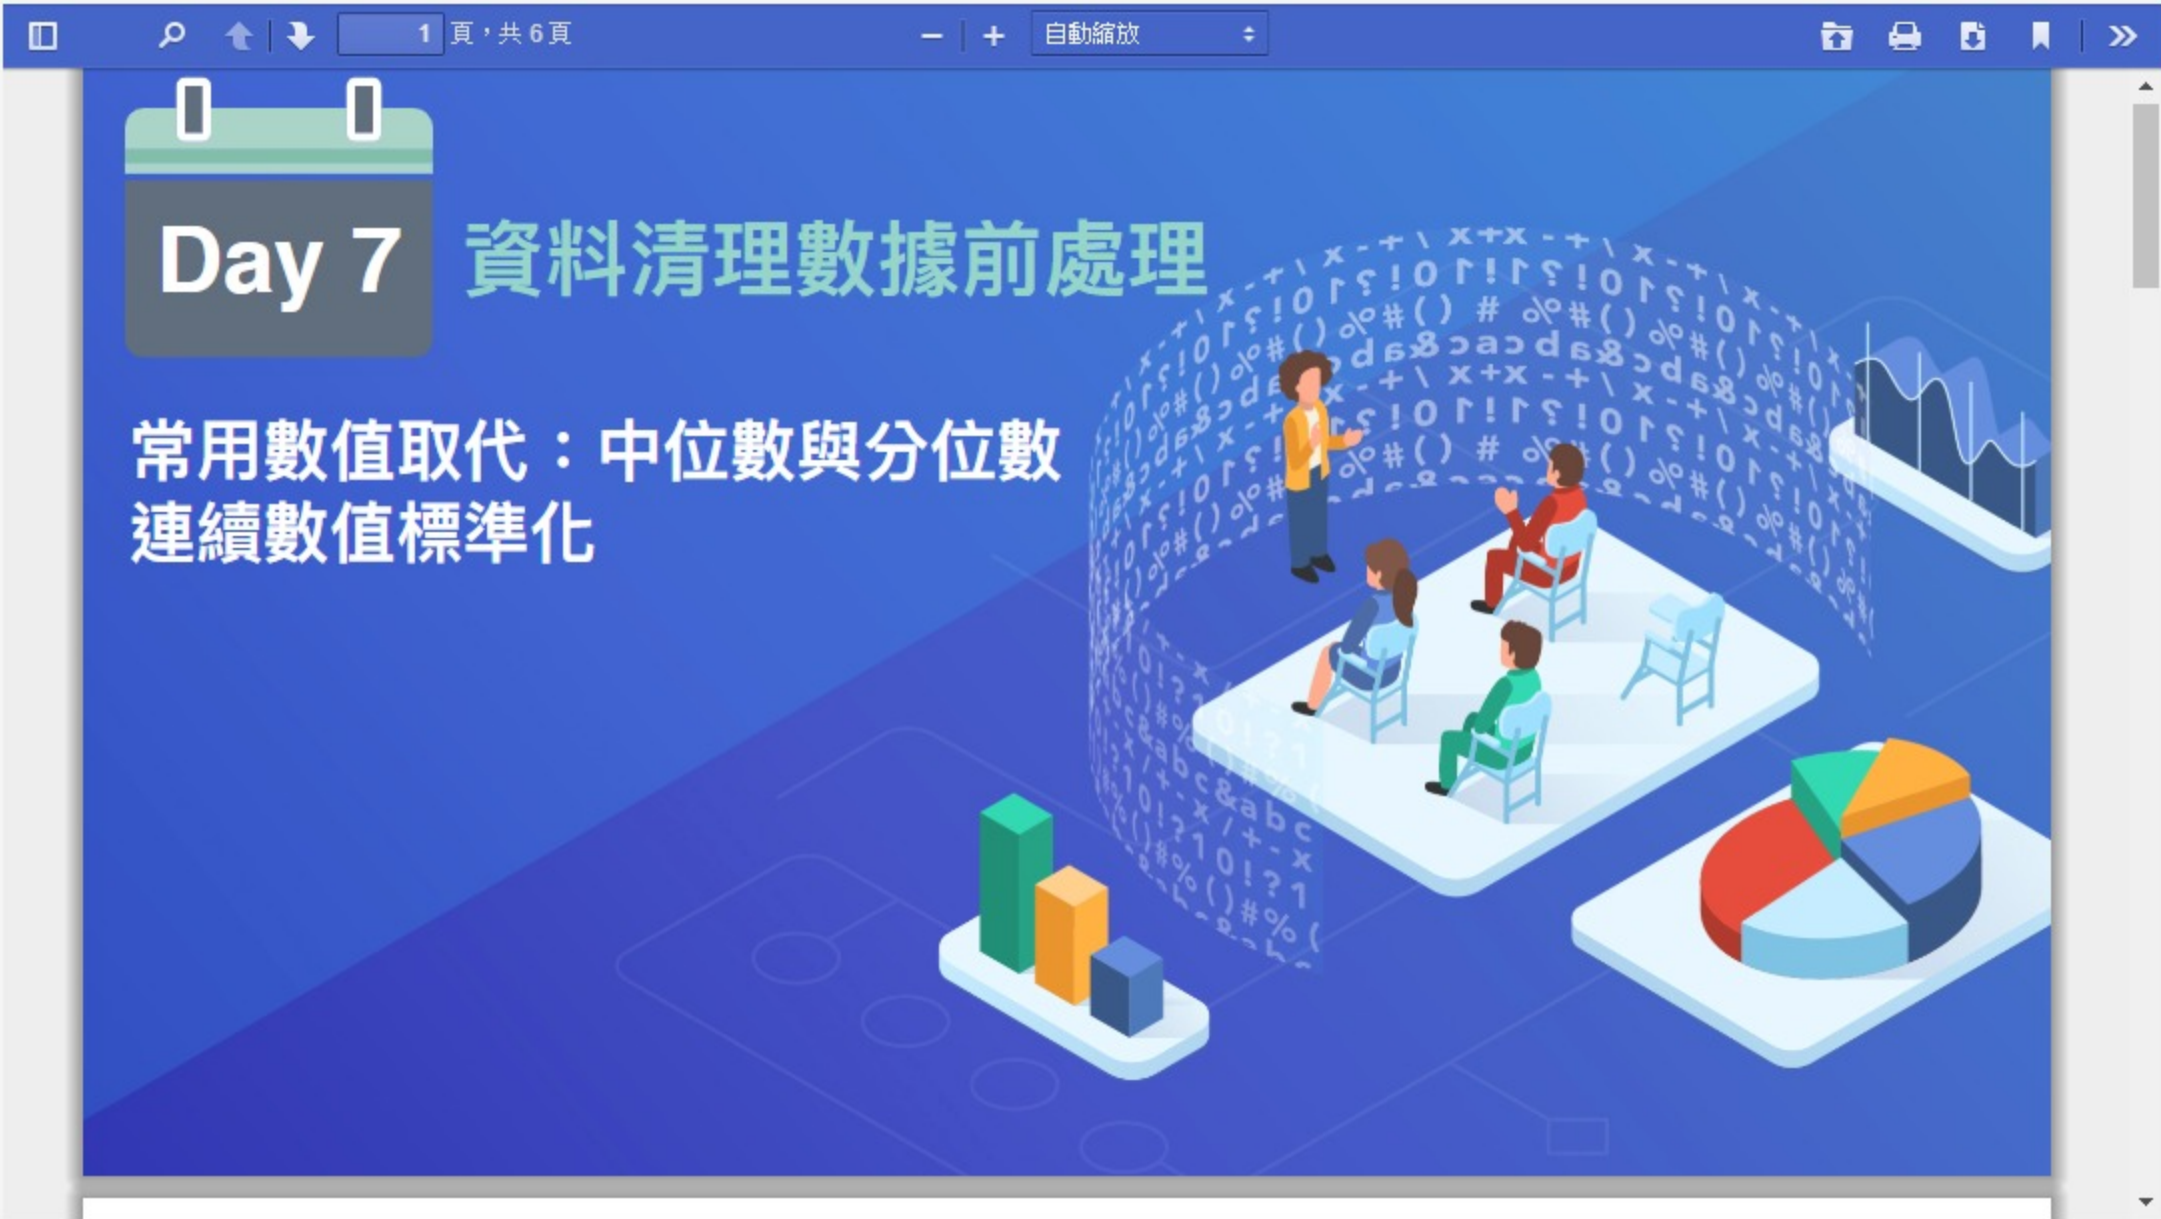 1 頁，共 6 頁
自動縮放
Day 7
資料清理數據前處理
常用數值取代：中位數與分位數
連續數值標準化